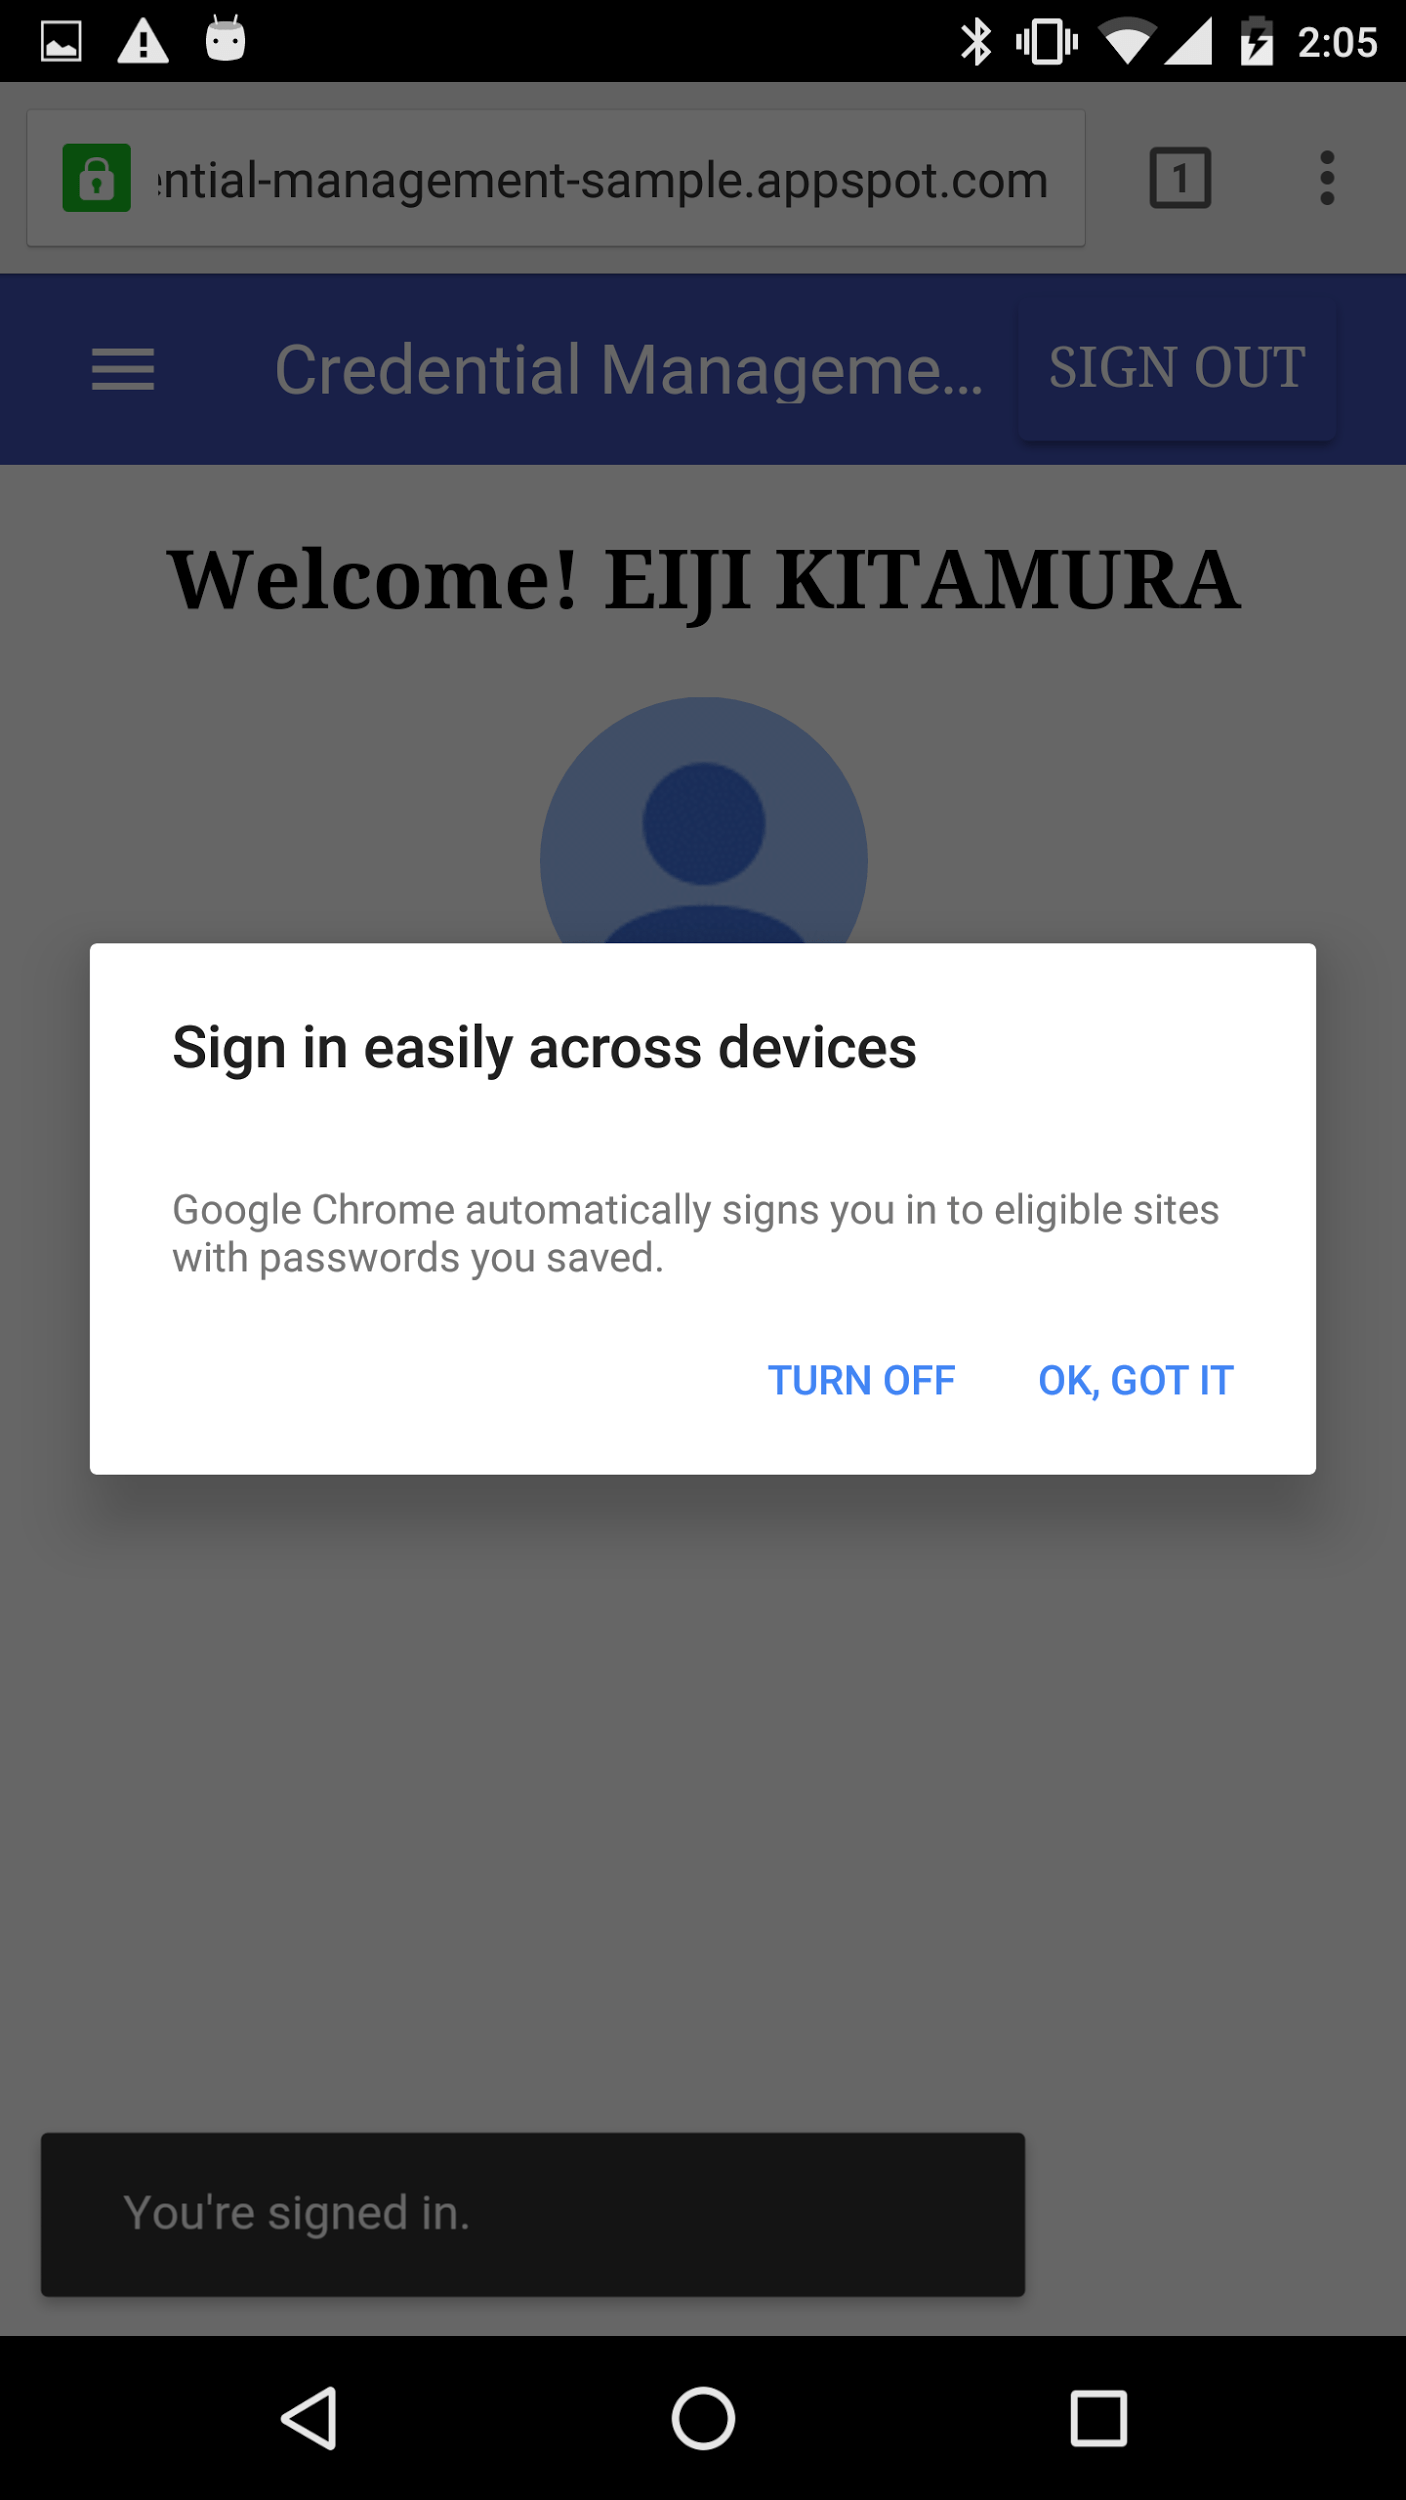 2:05
ntial-management-sample.appspot.com
1
Credential Manageme...
SIGN OUT
Welcome! EIJI KITAMURA
Sign in easily across devices
Google Chrome automatically signs you in to eligible sites
with passwords you saved.
TURN OFF OK, GOT IT
You're signed in.